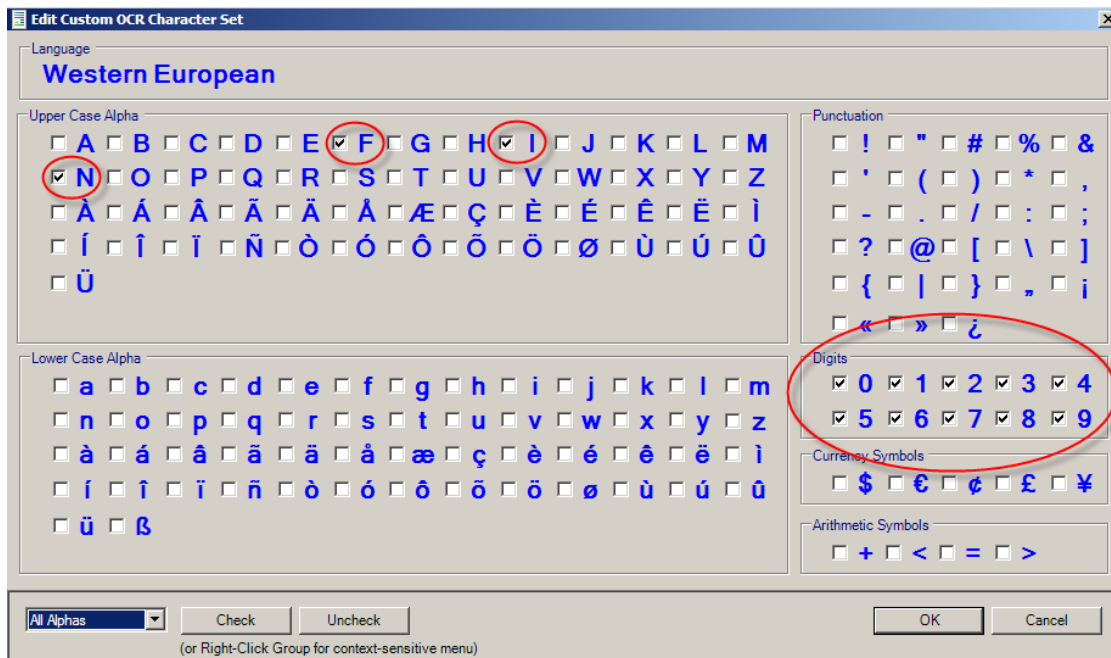 Edit Custom OCR Character Set
Language
Western European
Upper Case Alpha
A B C D E F G H I J K L M
N O P Q R S T U V W X Y Z
À Á Â Ã Ä Å Æ Ç È É Ê Ë Ì
Í Î Ï Ñ Ò Ó Ô Õ Ö Ø Ù Ú Û
Ü
Punctuation
! " # % &
' ( ) * ,
- . / : ;
? @ [ \ ]
{ | } „ ¡
« » ¿
Lower Case Alpha
a b c d e f g h i j k l m
n o p q r s t u v w x y z
à á â ã ä å æ ç è é ê ë ì
í î ï ñ ò ó ô õ ö ø ù ú û
ü ß
Digits
0 1 2 3 4
5 6 7 8 9
Currency Symbols
$ € ¢ £ ¥
Arithmetic Symbols
+ < = >
All Alphas Check Uncheck OK Cancel
(or Right-Click Group for context-sensitive menu)